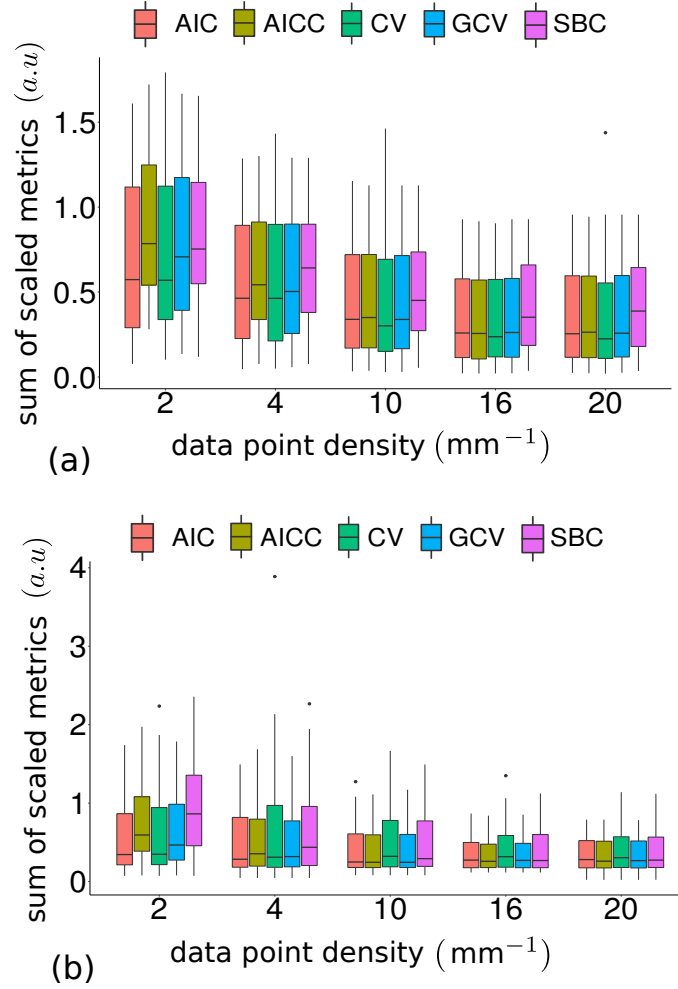 AIC AICC CV GCV SBC
sum of scaled metrics (a.u)
1.5
1.0
0.5
0.0
2 4 10 16 20
data point density (mm⁻¹)
(a)
AIC AICC CV GCV SBC
sum of scaled metrics (a.u)
4
3
2
1
0
2 4 10 16 20
data point density (mm⁻¹)
(b)